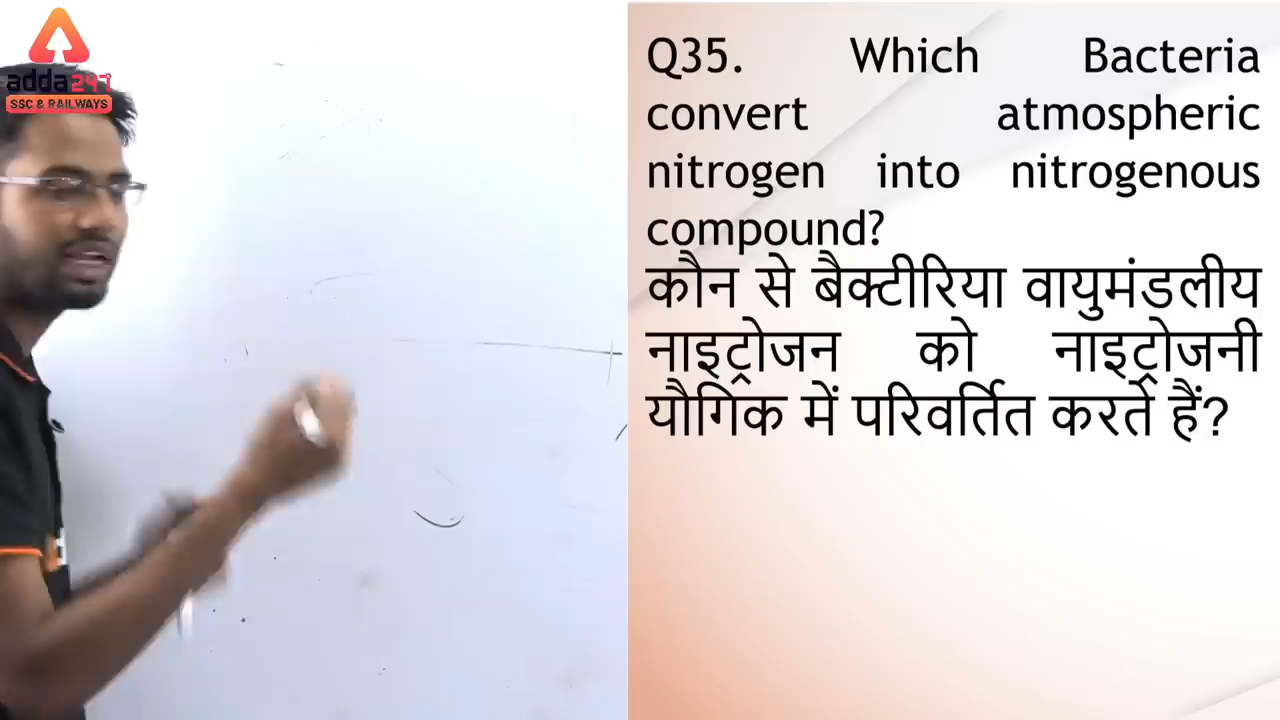 adda247
SSC & RAILWAYS
Q35. Which Bacteria
convert atmospheric
nitrogen into nitrogenous
compound?
कौन से बैक्टीरिया वायुमंडलीय
नाइट्रोजन को नाइट्रोजनी
यौगिक में परिवर्तित करते हैं?